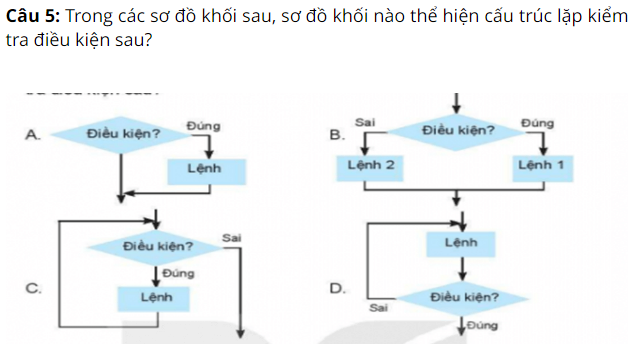 Câu 5: Trong các sơ đồ khối sau, sơ đồ khối nào thể hiện cấu trúc lặp kiểm
tra điều kiện sau?
A.
Điều kiện?
Đúng
Lệnh
B.
Sai
Điều kiện?
Đúng
Lệnh 2
Lệnh 1
C.
Điều kiện?
Sai
Đúng
Lệnh
D.
Lệnh
Điều kiện?
Sai
Đúng